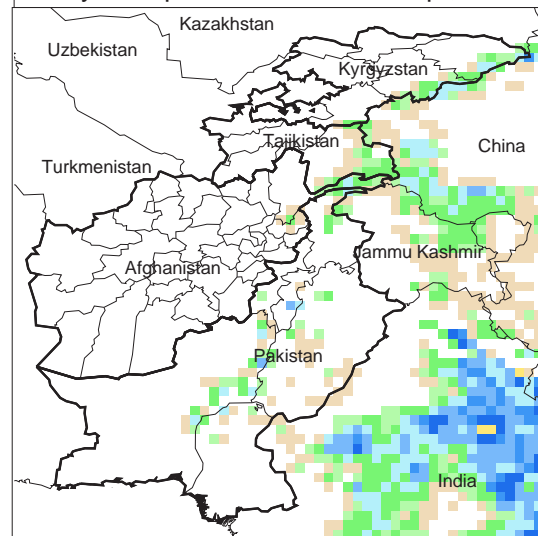 Kazakhstan
Uzbekistan
Kyrgyzstan
Tajikistan
China
Turkmenistan
Jammu Kashmir
Afghanistan
Pakistan
India